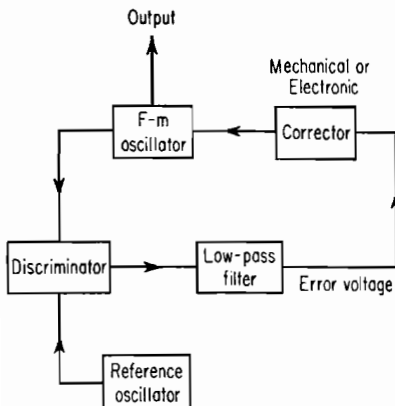 Output
Mechanical or
Electronic
F-m
oscillator
Corrector
Discriminator
Low-pass
filter
Error voltage
Reference
oscillator